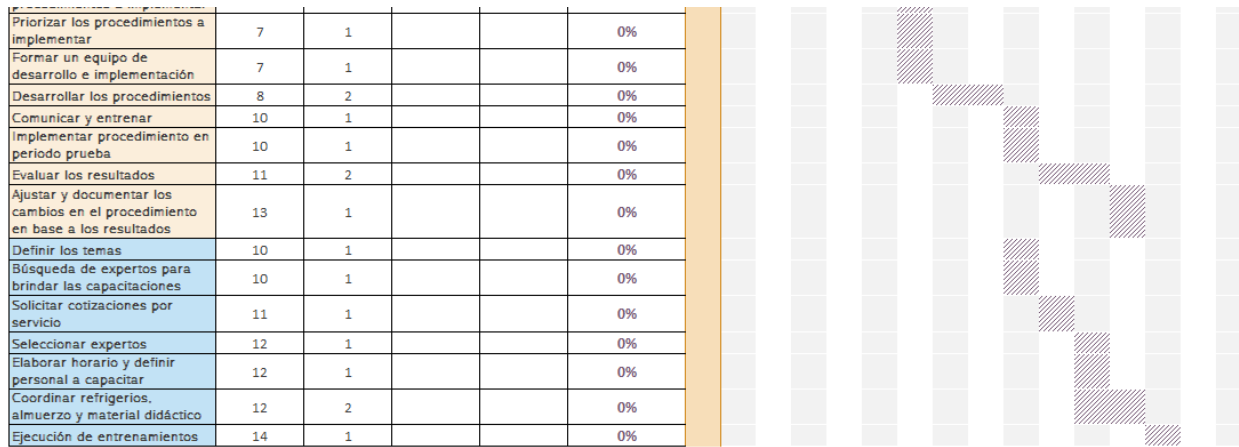 procedimientos a implementar
Priorizar los procedimientos a
implementar
7 1 0%
Formar un equipo de
desarrollo e implementación
7 1 0%
Desarrollar los procedimientos 8 2 0%
Comunicar y entrenar 10 1 0%
Implementar procedimiento en
periodo prueba
10 1 0%
Evaluar los resultados 11 2 0%
Ajustar y documentar los
cambios en el procedimiento
en base a los resultados
13 1 0%
Definir los temas 10 1 0%
Búsqueda de expertos para
brindar las capacitaciones
10 1 0%
Solicitar cotizaciones por
servicio
11 1 0%
Seleccionar expertos 12 1 0%
Elaborar horario y definir
personal a capacitar
12 1 0%
Coordinar refrigerios,
almuerzo y material didáctico
12 2 0%
Ejecución de entrenamientos 14 1 0%